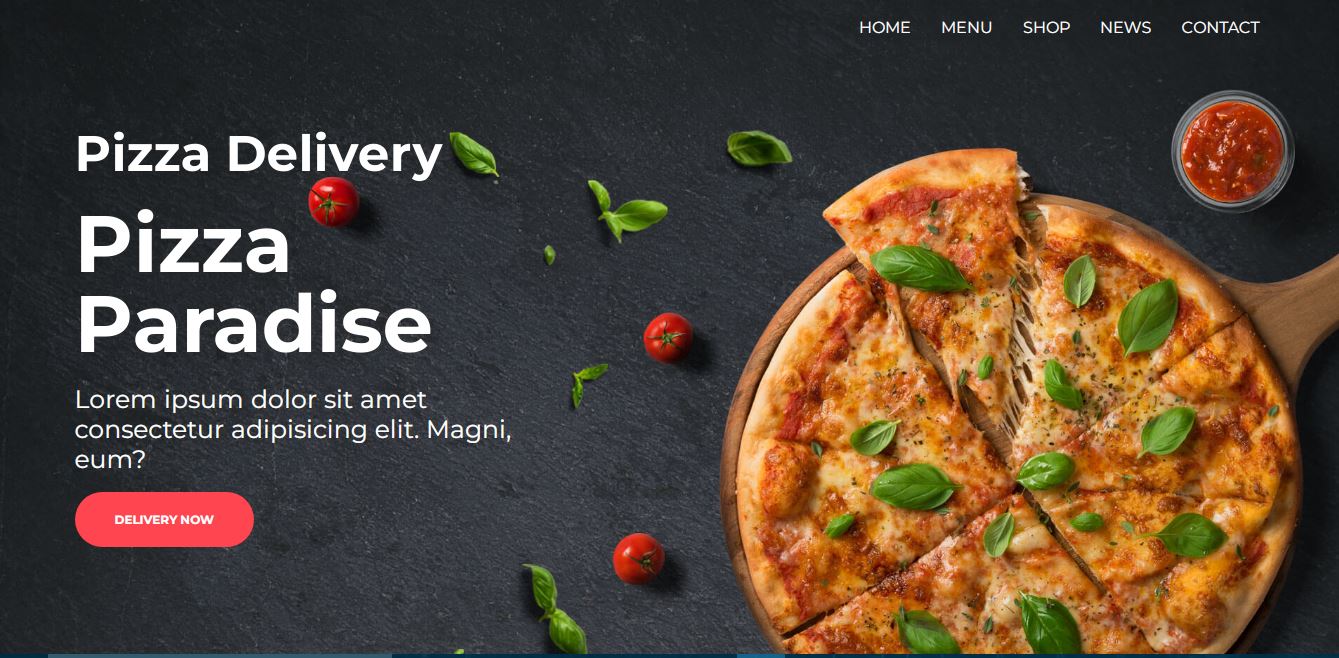 HOME MENU SHOP NEWS CONTACT
Pizza Delivery
Pizza
Paradise
Lorem ipsum dolor sit amet
consectetur adipisicing elit. Magni,
eum?
DELIVERY NOW